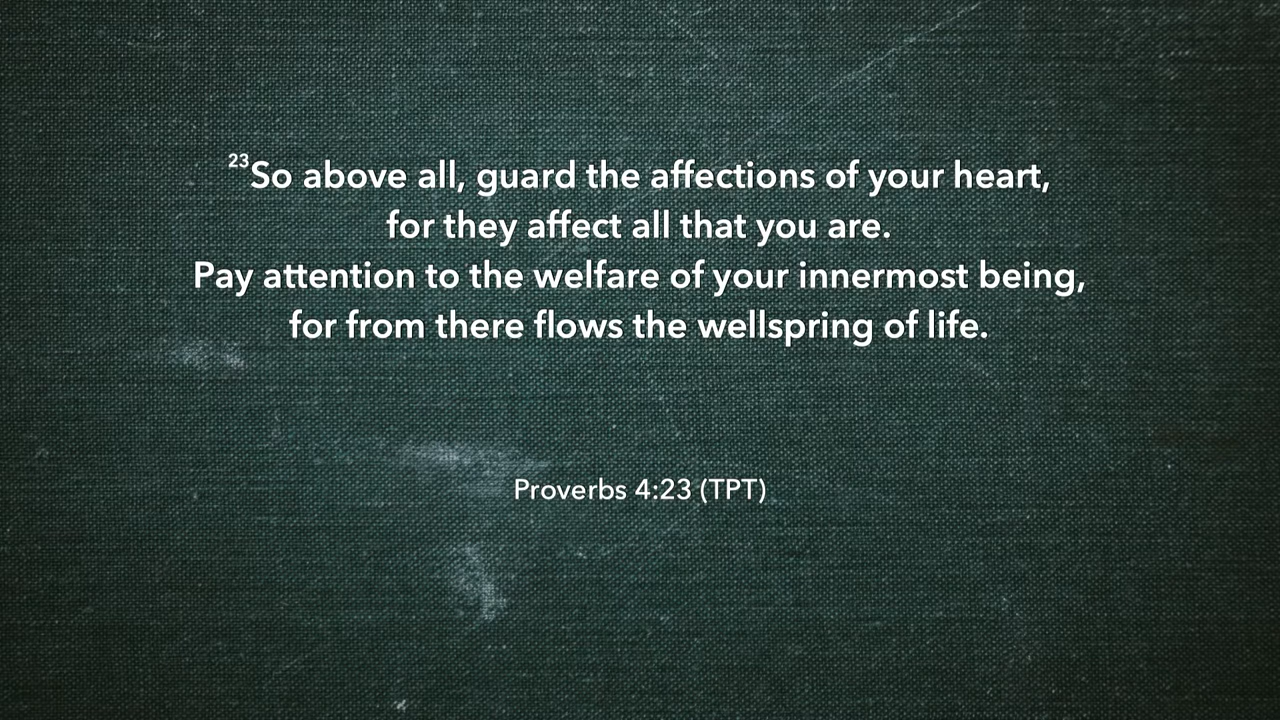 ²³So above all, guard the affections of your heart,
for they affect all that you are.
Pay attention to the welfare of your innermost being,
for from there flows the wellspring of life.
Proverbs 4:23 (TPT)